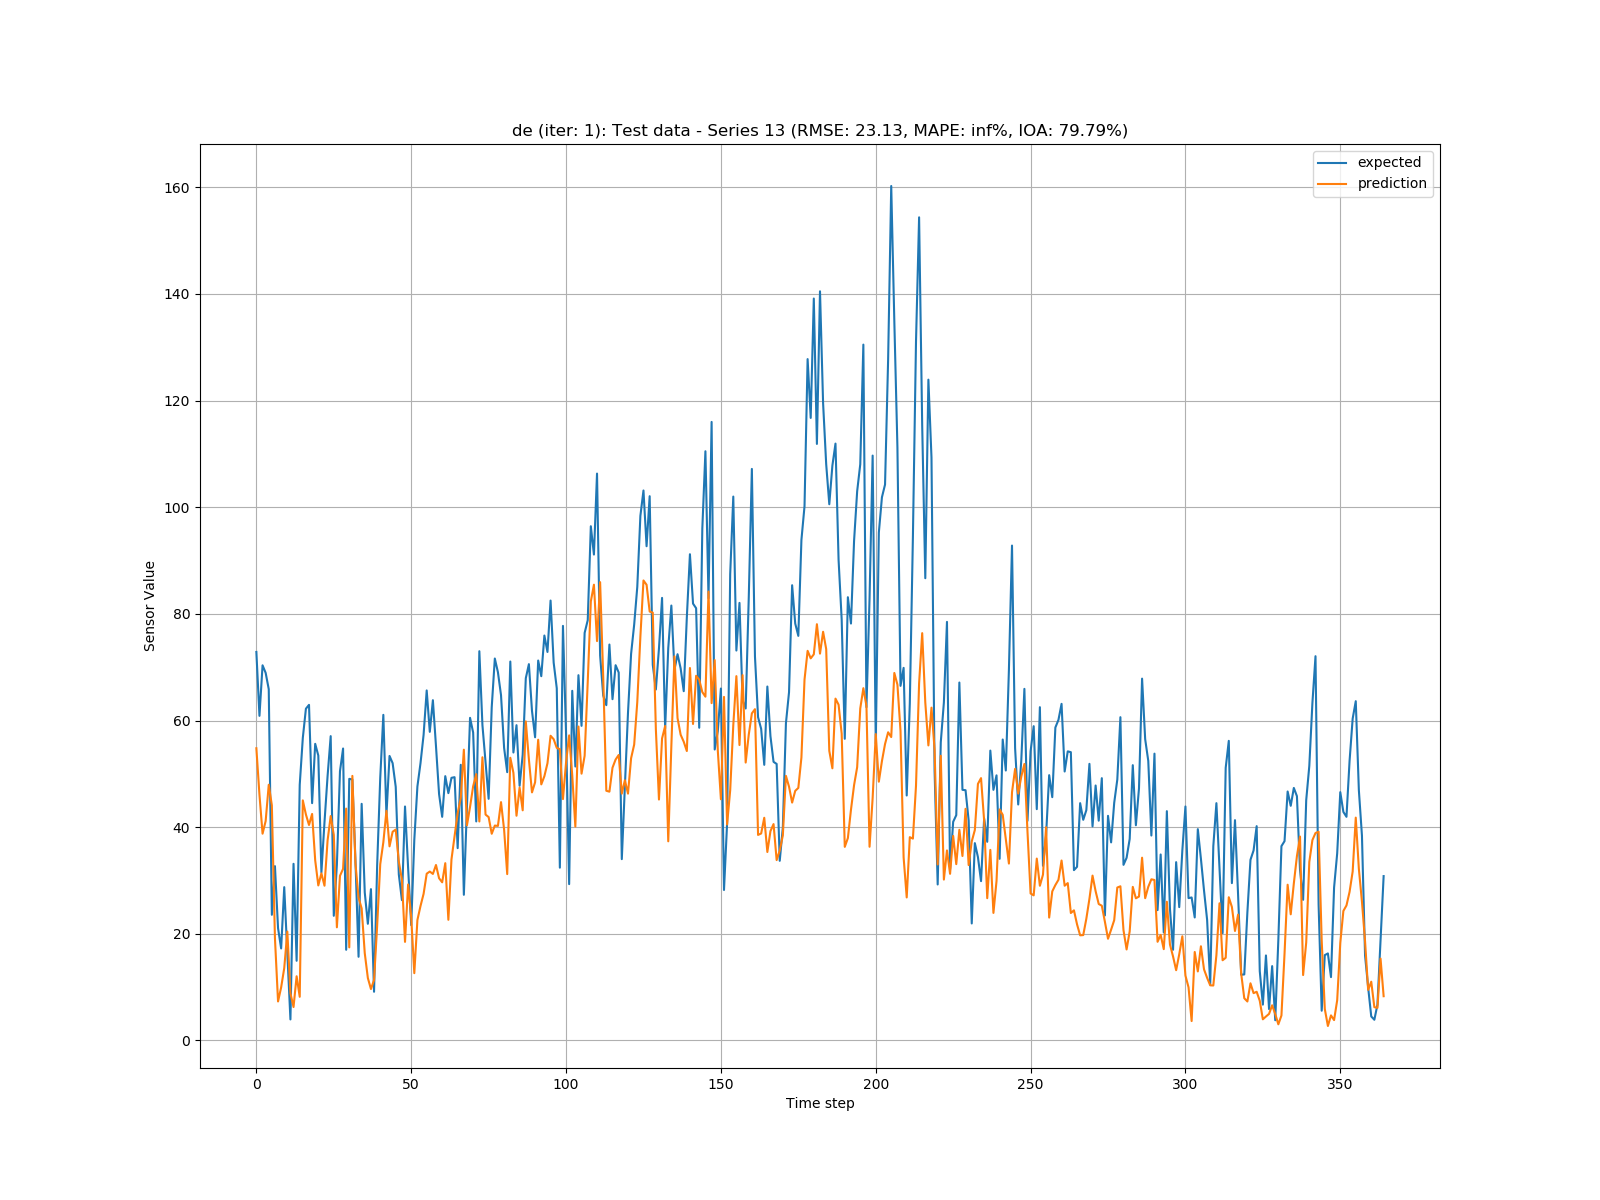 de (iter: 1): Test data - Series 13 (RMSE: 23.13, MAPE: inf%, IOA: 79.79%)
expected
prediction
160
140
120
100
80
60
40
20
0
Sensor Value
0 50 100 150 200 250 300 350
Time step